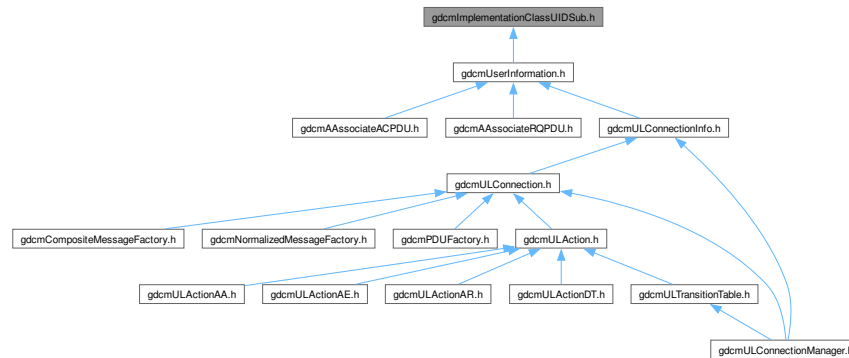 gdcmImplementationClassUIDSub.h
gdcmUserInformation.h
gdcmAAssociateACPDU.h
gdcmAAssociateRQPDU.h
gdcmULConnectionInfo.h
gdcmULConnection.h
gdcmCompositeMessageFactory.h
gdcmNormalizedMessageFactory.h
gdcmPDUFactory.h
gdcmULAction.h
gdcmULActionAA.h
gdcmULActionAE.h
gdcmULActionAR.h
gdcmULActionDT.h
gdcmULTransitionTable.h
gdcmULConnectionManager.h